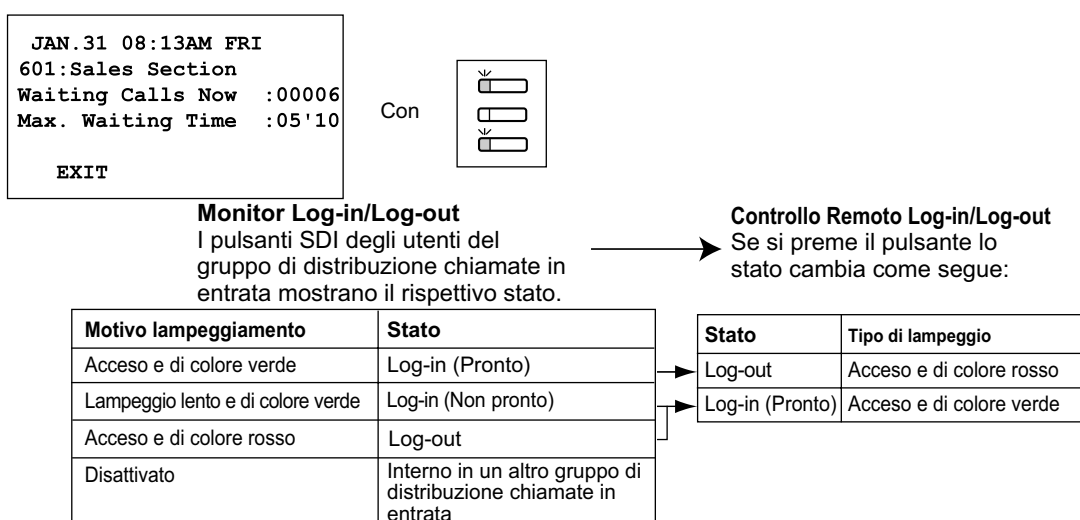 JAN.31 08:13AM FRI
601:Sales Section
Waiting Calls Now :00006
Max. Waiting Time :05'10
EXIT
Con
Monitor Log-in/Log-out
I pulsanti SDI degli utenti del
gruppo di distribuzione chiamate in
entrata mostrano il rispettivo stato.
Controllo Remoto Log-in/Log-out
Se si preme il pulsante lo
stato cambia come segue:
Motivo lampeggiamento Stato
Acceso e di colore verde Log-in (Pronto)
Lampeggio lento e di colore verde Log-in (Non pronto)
Acceso e di colore rosso Log-out
Disattivato Interno in un altro gruppo di
distribuzione chiamate in
entrata
Stato Tipo di lampeggio
Log-out Acceso e di colore rosso
Log-in (Pronto) Acceso e di colore verde